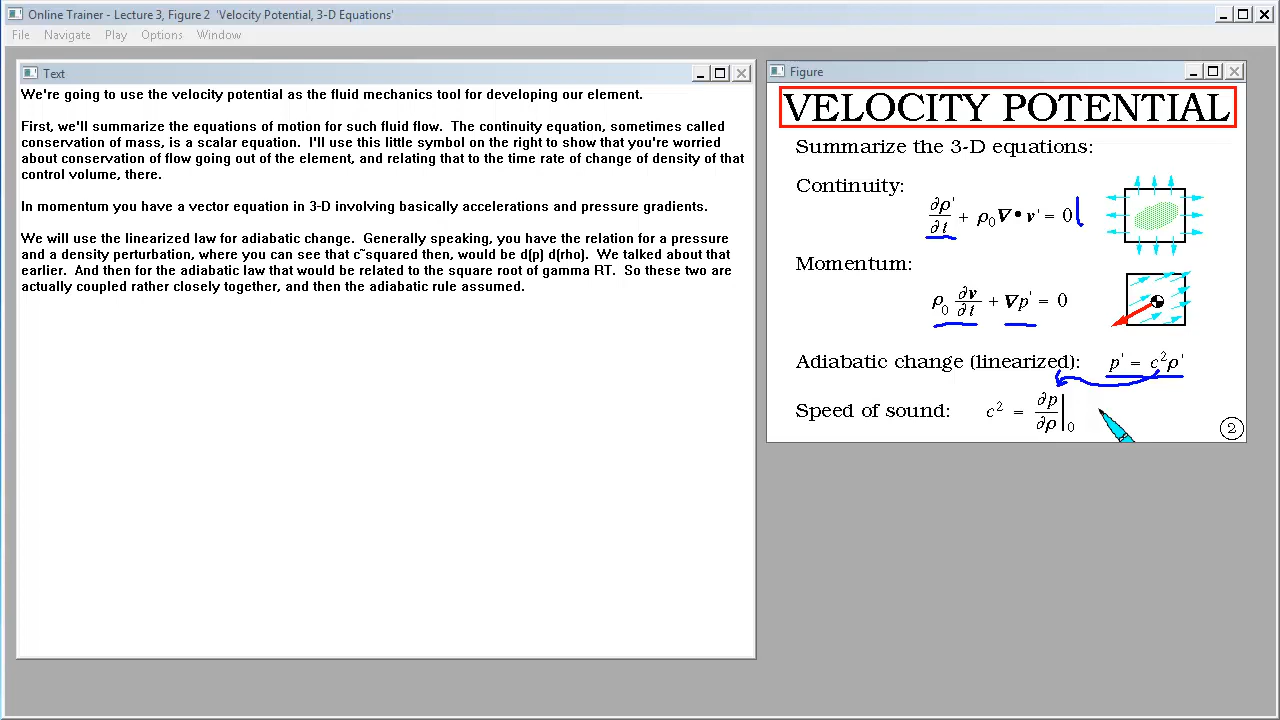 Online Trainer - Lecture 3, Figure 2 'Velocity Potential, 3-D Equations'
File Navigate Play Options Window
Text
We're going to use the velocity potential as the fluid mechanics tool for developing our element.
First, we'll summarize the equations of motion for such fluid flow. The continuity equation, sometimes called
conservation of mass, is a scalar equation. I'll use this little symbol on the right to show that you're worried
about conservation of flow going out of the element, and relating that to the time rate of change of density of that
control volume, there.
In momentum you have a vector equation in 3-D involving basically accelerations and pressure gradients.
We will use the linearized law for adiabatic change. Generally speaking, you have the relation for a pressure
and a density perturbation, where you can see that c~squared then, would be d(p) d(rho). We talked about that
earlier. And then for the adiabatic law that would be related to the square root of gamma RT. So these two are
actually coupled rather closely together, and then the adiabatic rule assumed.
Figure
VELOCITY POTENTIAL
Summarize the 3-D equations:
Continuity:
∂ρ'/∂t + ρ₀∇•v' = 0
Momentum:
ρ₀ ∂v/∂t + ∇p' = 0
Adiabatic change (linearized): p' = c²ρ'
Speed of sound: c² = ∂p/∂ρ|₀
2